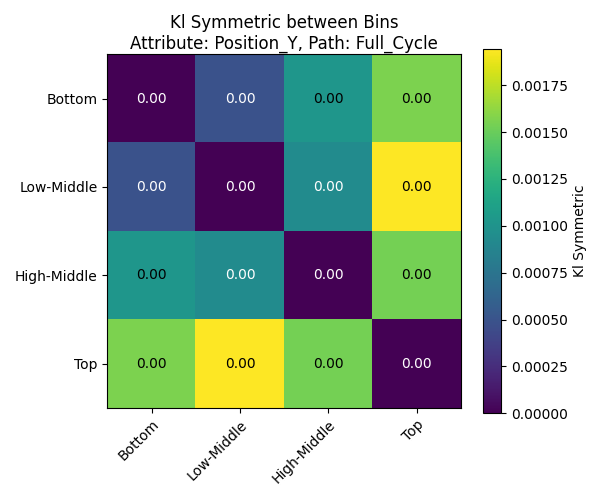 Kl Symmetric between Bins
Attribute: Position_Y, Path: Full_Cycle
Bottom 0.00 0.00 0.00 0.00
Low-Middle 0.00 0.00 0.00 0.00
High-Middle 0.00 0.00 0.00 0.00
Top 0.00 0.00 0.00 0.00
Bottom Low-Middle High-Middle Top
0.00175
0.00150
0.00125
0.00100
0.00075
0.00050
0.00025
0.00000
Kl Symmetric